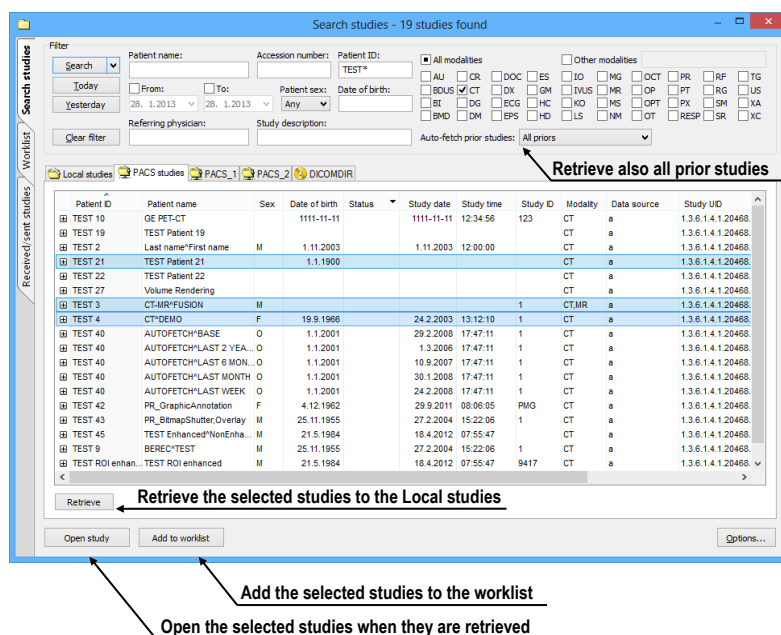 Search studies - 19 studies found
Search studies
Worklist
Received/sent studies
Filter
Search
Today
Yesterday
Clear filter
Patient name:
Accession number:
Patient ID:
TEST*
From:
To:
Patient sex:
Date of birth:
28. 1.2013
28. 1.2013
Any
Referring physician:
Study description:
All modalities
Other modalities
AU CR DOC ES IO MG OCT PR RF TG
BDUS CT DX GM IVUS MR OP PT RG US
BI DG ECG HC KO MS OPT PX SM XA
BMD DM EPS HD LS NM OT RESP SR XC
Auto-fetch prior studies: All priors
Retrieve also all prior studies
Local studies PACS studies PACS_1 PACS_2 DICOMDIR
Patient ID Patient name Sex Date of birth Status Study date Study time Study ID Modality Data source Study UID
TEST 10 GE PET-CT 1111-11-11 1111-11-11 12:34:56 123 CT a 1.3.6.1.4.1.20468.
TEST 19 TEST Patient 19 CT a 1.3.6.1.4.1.20468.
TEST 2 Last name^First name M 1.11.2003 1.11.2003 12:00:00 CT a 1.3.6.1.4.1.20468.
TEST 21 TEST Patient 21 1.1.1900 CT a 1.3.6.1.4.1.20468.
TEST 22 TEST Patient 22 CT a 1.3.6.1.4.1.20468.
TEST 27 Volume Rendering CT a 1.3.6.1.4.1.20468.
TEST 3 CT-MR^FUSION M 1 CT,MR a 1.3.6.1.4.1.20468.
TEST 4 CT^DEMO F 19.9.1966 24.2.2003 13:12:10 1 CT a 1.3.6.1.4.1.20468.
TEST 40 AUTOFETCH^BASE O 1.1.2001 29.2.2008 17:47:11 1 CT a 1.3.6.1.4.1.20468.
TEST 40 AUTOFETCH^LAST 2 YEA... O 1.1.2001 1.3.2006 17:47:11 1 CT a 1.3.6.1.4.1.20468.
TEST 40 AUTOFETCH^LAST 6 MON... O 1.1.2001 10.9.2007 17:47:11 1 CT a 1.3.6.1.4.1.20468.
TEST 40 AUTOFETCH^LAST MONTH O 1.1.2001 30.1.2008 17:47:11 1 CT a 1.3.6.1.4.1.20468.
TEST 40 AUTOFETCH^LAST WEEK O 1.1.2001 24.2.2008 17:47:11 1 CT a 1.3.6.1.4.1.20468.
TEST 42 PR_GraphicAnnotation F 4.12.1962 29.9.2011 08:06:05 PMG CT a 1.3.6.1.4.1.20468.
TEST 43 PR_BitmapShutter,Overlay M 25.11.1955 27.2.2004 15:22:06 1 CT a 1.3.6.1.4.1.20468.
TEST 45 TEST Enhanced^NonEnha... M 21.5.1984 18.4.2012 07:55:47 CT a 1.3.6.1.4.1.20468.
TEST 9 BEREC^TEST M 25.11.1955 27.2.2004 15:22:06 1 CT a 1.3.6.1.4.1.20468.
TEST ROI enhan... TEST ROI enhanced M 21.5.1984 18.4.2012 07:55:47 9417 CT a 1.3.6.1.4.1.20468.
Retrieve
Retrieve the selected studies to the Local studies
Open study
Add to worklist
Options...
Add the selected studies to the worklist
Open the selected studies when they are retrieved